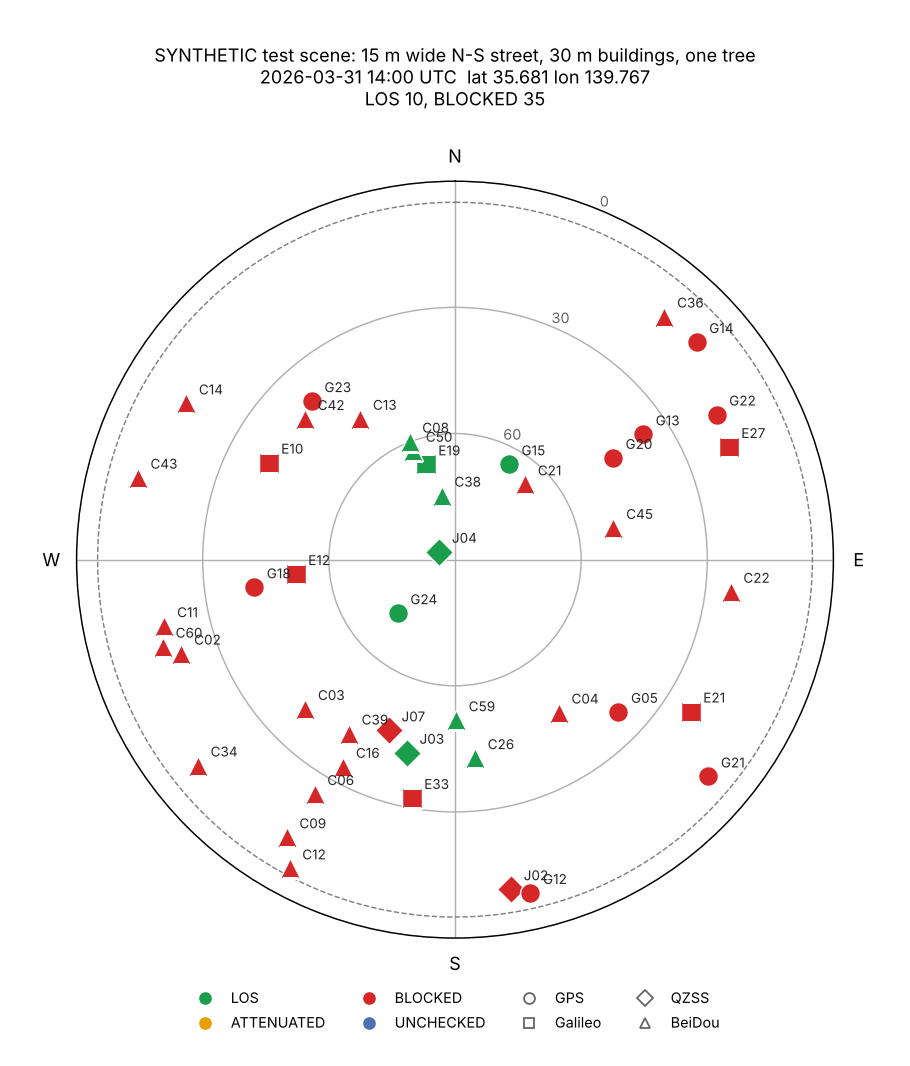 SYNTHETIC test scene: 15 m wide N-S street, 30 m buildings, one tree
2026-03-31 14:00 UTC  lat 35.681 lon 139.767
LOS 10, BLOCKED 35
N
0
C36
30
G14
C14
G23
C42
C13
G22
G13
C08
C50
60
E27
G20
E10
E19
G15
C43
C21
C38
C45
J04
W
E
E12
G18
C22
G24
C11
C60
C02
C03
C59
C04
G05
E21
C39
J07
J03
C34
C16
C26
G21
C06
E33
C09
C12
J02
G12
S
LOS
BLOCKED
GPS
QZSS
ATTENUATED
UNCHECKED
Galileo
BeiDou